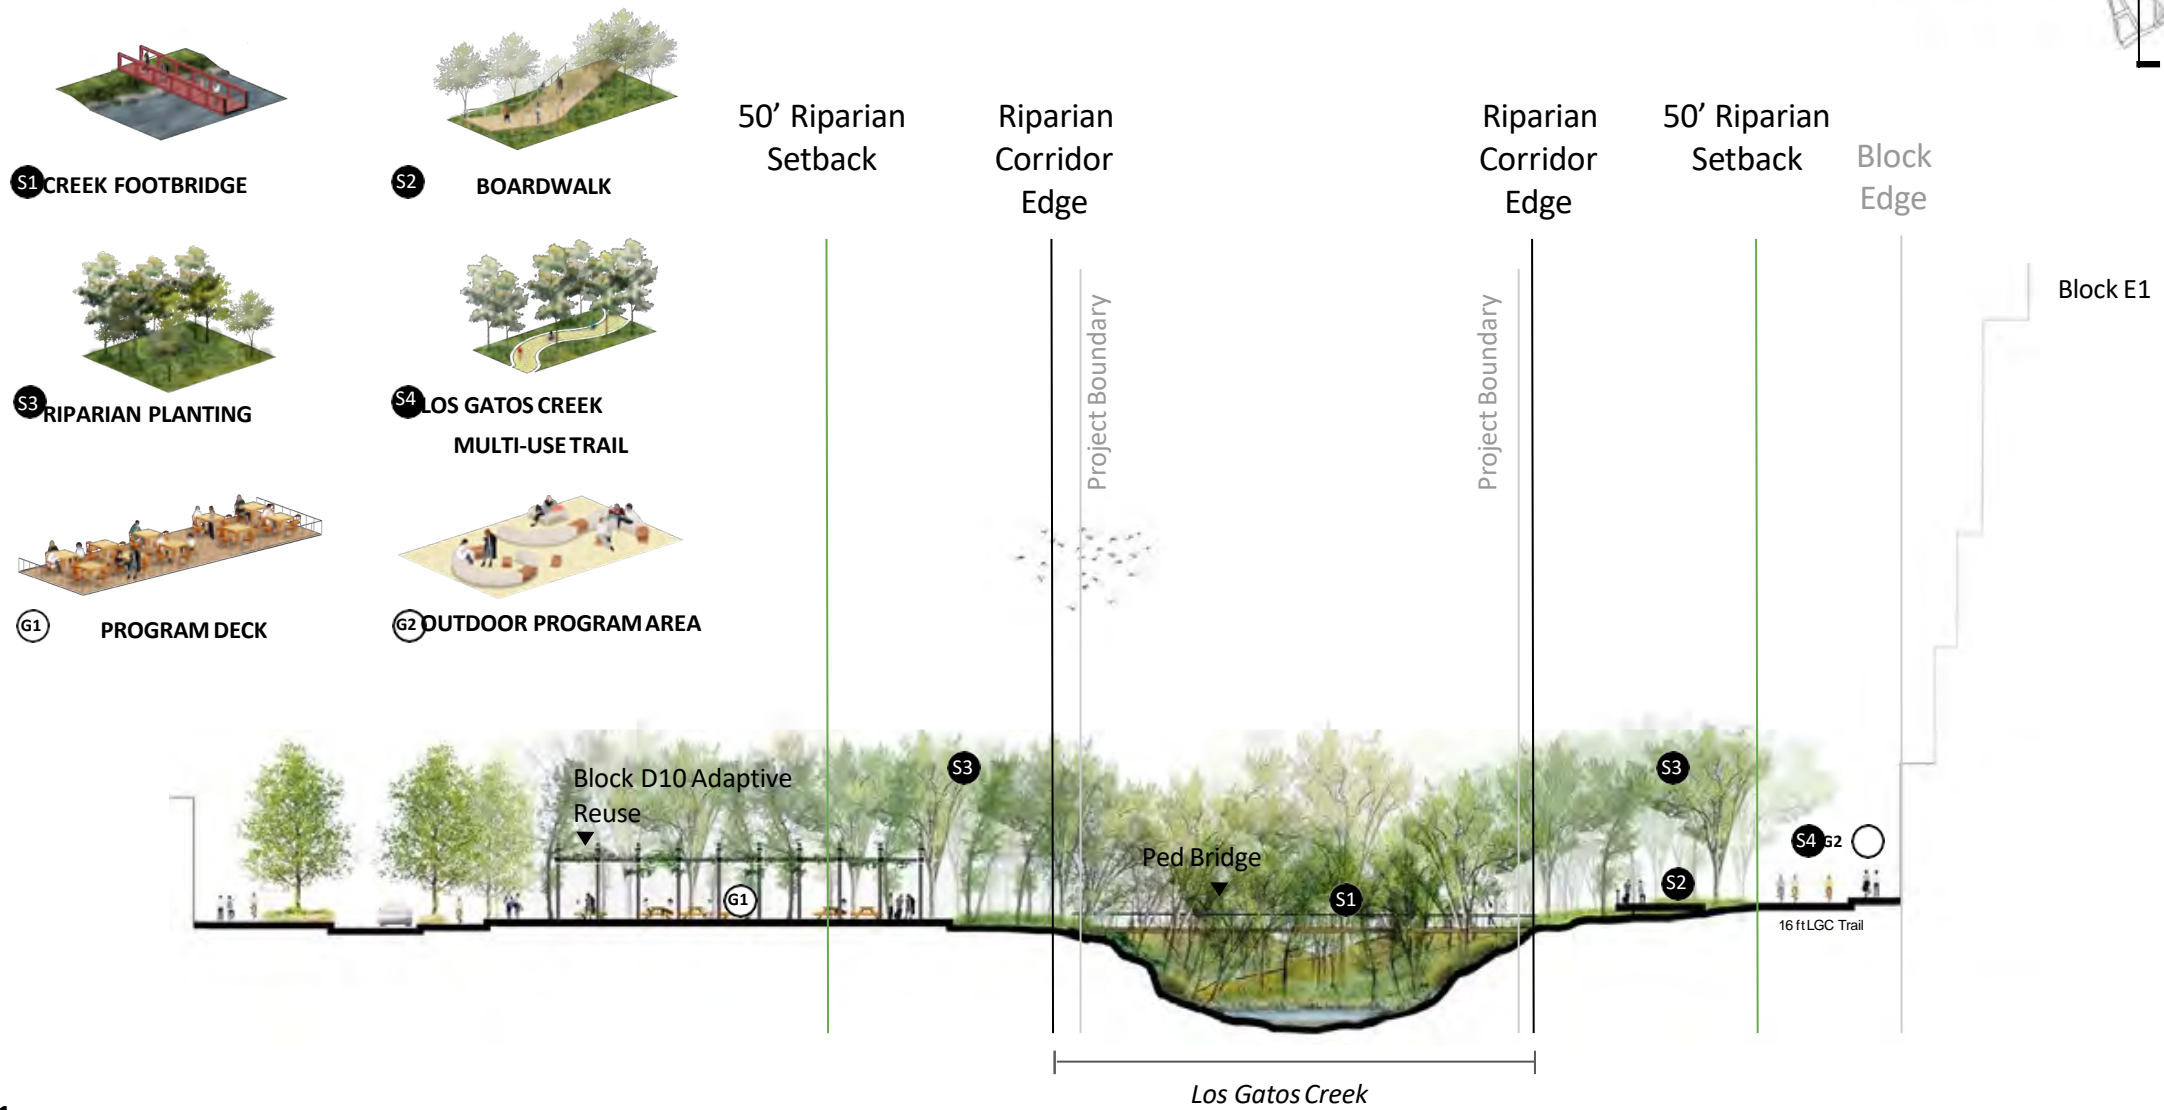 S1 CREEK FOOTBRIDGE
S2 BOARDWALK
S3 RIPARIAN PLANTING
S4 LOS GATOS CREEK
MULTI-USE TRAIL
G1 PROGRAM DECK
G2 OUTDOOR PROGRAM AREA
50’ Riparian
Setback
Riparian
Corridor
Edge
Riparian
Corridor
Edge
50’ Riparian
Setback
Block
Edge
Project Boundary
Project Boundary
Block E1
Block D10 Adaptive
Reuse
S3
S3
Ped Bridge
S4 G2
G1
S1
S2
16 ft LGC Trail
Los Gatos Creek